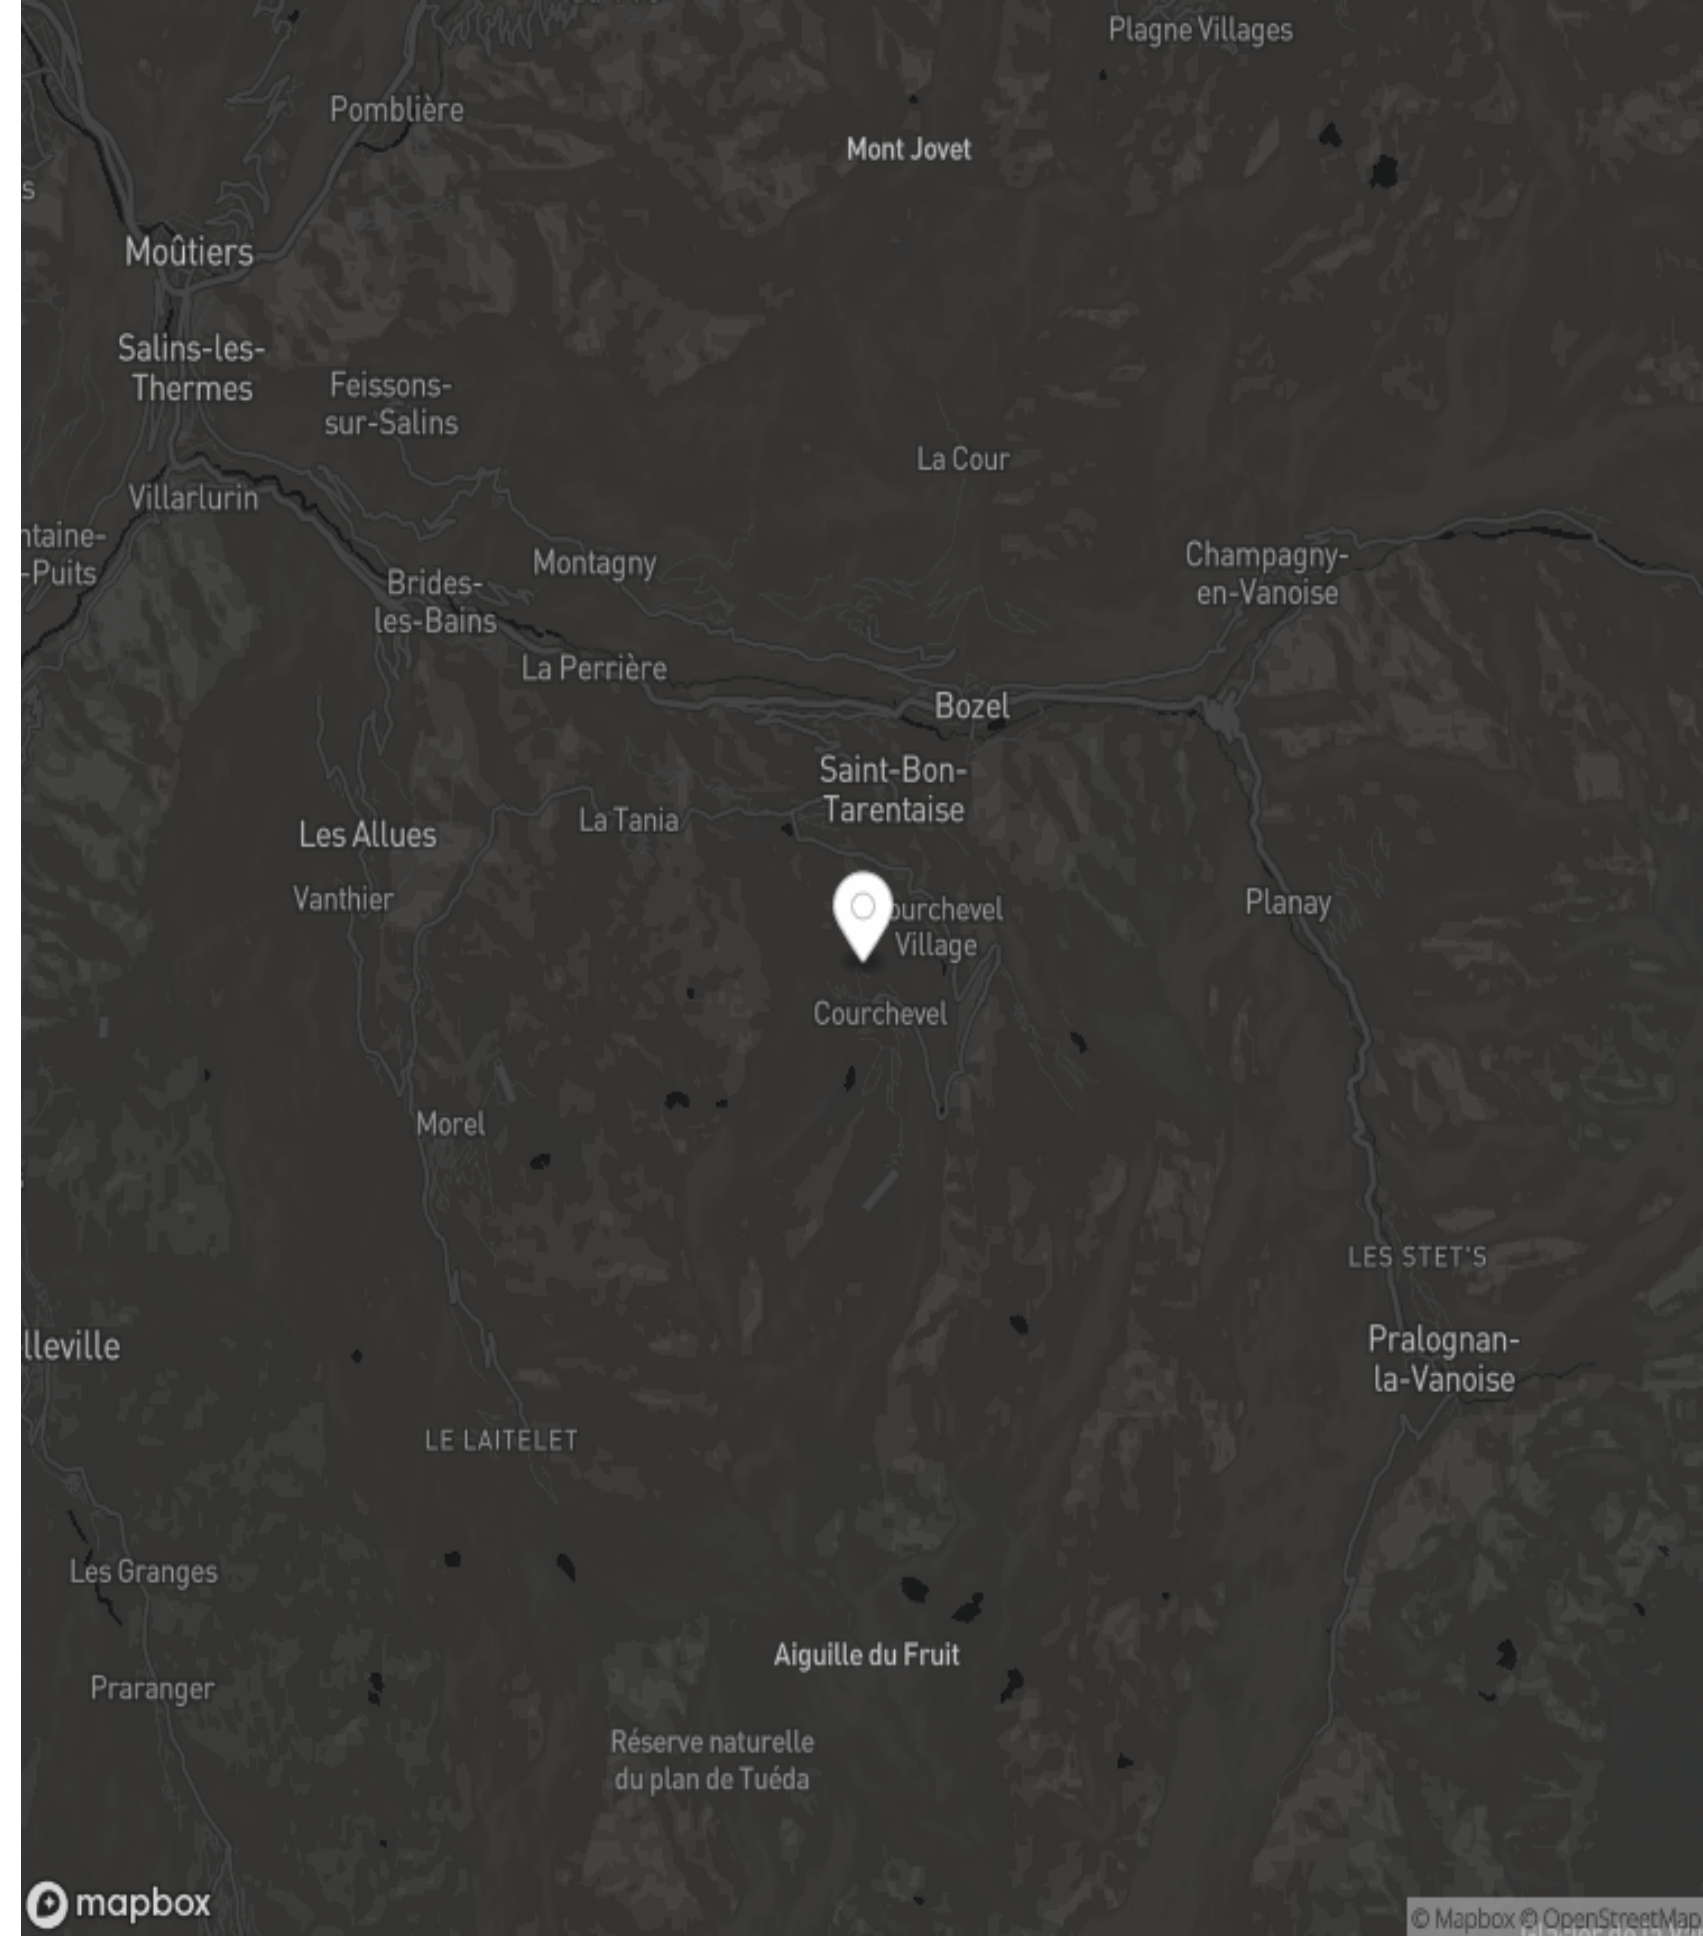 Plagne Villages
Pomblière
Mont Jovet
s
Moûtiers
Salins-les-
Thermes
Feissons-
sur-Salins
La Cour
Villarlurin
ntaine-
-Puits
Montagny
Champagny-
en-Vanoise
Brides-
les-Bains
La Perrière
Bozel
Saint-Bon-
Tarentaise
La Tania
Les Allues
Vanthier
Planay
ourchevel
Village
Courchevel
Morel
LES STET'S
lleville
Pralognan-
la-Vanoise
LE LAITELET
Les Granges
Aiguille du Fruit
Praranger
Réserve naturelle
du plan de Tuéda
mapbox
© Mapbox © OpenStreetMap